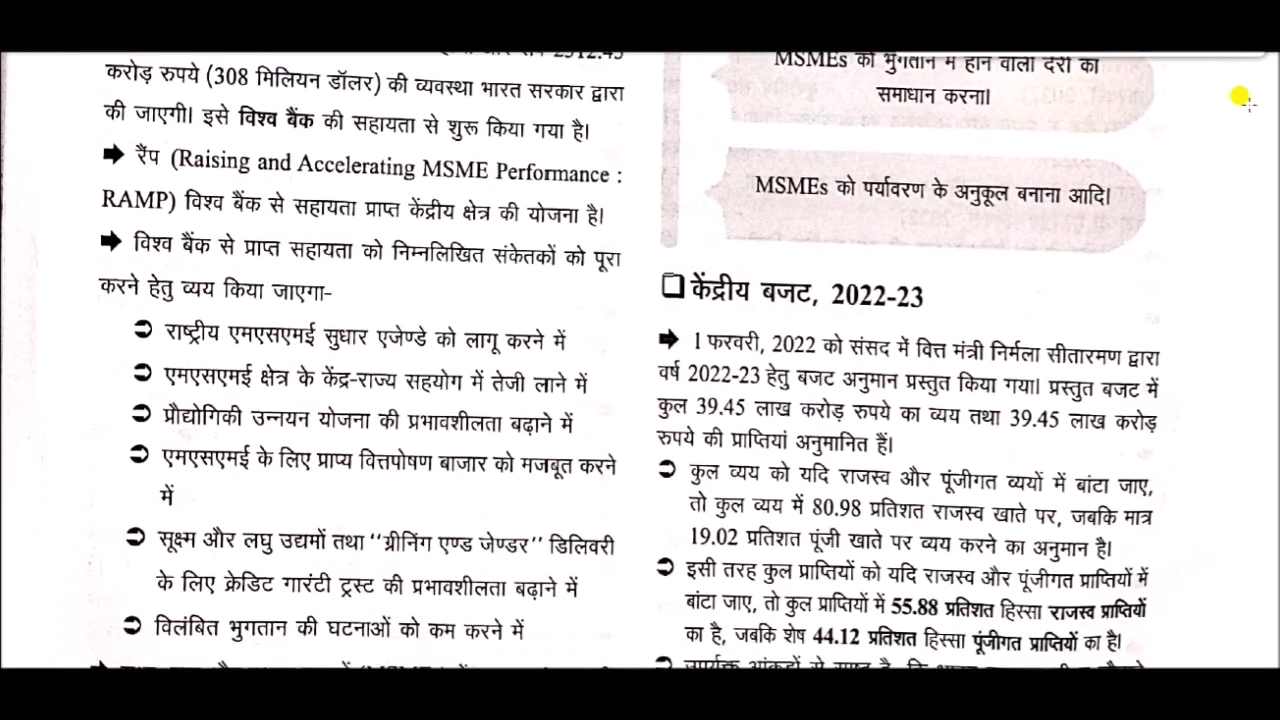 करोड़ रुपये (308 मिलियन डॉलर) की व्यवस्था भारत सरकार द्वारा
की जाएगी। इसे विश्व बैंक की सहायता से शुरू किया गया है।
➡ रैंप (Raising and Accelerating MSME Performance :
RAMP) विश्व बैंक से सहायता प्राप्त केंद्रीय क्षेत्र की योजना है।
➡ विश्व बैंक से प्राप्त सहायता को निम्नलिखित संकेतकों को पूरा
करने हेतु व्यय किया जाएगा-
➲ राष्ट्रीय एमएसएमई सुधार एजेण्डे को लागू करने में
➲ एमएसएमई क्षेत्र के केंद्र-राज्य सहयोग में तेजी लाने में
➲ प्रौद्योगिकी उन्नयन योजना की प्रभावशीलता बढ़ाने में
➲ एमएसएमई के लिए प्राप्य वित्तपोषण बाजार को मजबूत करने
में
➲ सूक्ष्म और लघु उद्यमों तथा "ग्रीनिंग एण्ड जेण्डर" डिलिवरी
के लिए क्रेडिट गारंटी ट्रस्ट की प्रभावशीलता बढ़ाने में
➲ विलंबित भुगतान की घटनाओं को कम करने में
MSMEs को भुगतान में होने वाली देरी का
समाधान करना।
MSMEs को पर्यावरण के अनुकूल बनाना आदि।
❑ केंद्रीय बजट, 2022-23
➡ 1 फरवरी, 2022 को संसद में वित्त मंत्री निर्मला सीतारमण द्वारा
वर्ष 2022-23 हेतु बजट अनुमान प्रस्तुत किया गया। प्रस्तुत बजट में
कुल 39.45 लाख करोड़ रुपये का व्यय तथा 39.45 लाख करोड़
रुपये की प्राप्तियां अनुमानित हैं।
➲ कुल व्यय को यदि राजस्व और पूंजीगत व्ययों में बांटा जाए,
तो कुल व्यय में 80.98 प्रतिशत राजस्व खाते पर, जबकि मात्र
19.02 प्रतिशत पूंजी खाते पर व्यय करने का अनुमान है।
➲ इसी तरह कुल प्राप्तियों को यदि राजस्व और पूंजीगत प्राप्तियों में
बांटा जाए, तो कुल प्राप्तियों में 55.88 प्रतिशत हिस्सा राजस्व प्राप्तियों
का है, जबकि शेष 44.12 प्रतिशत हिस्सा पूंजीगत प्राप्तियों का है।